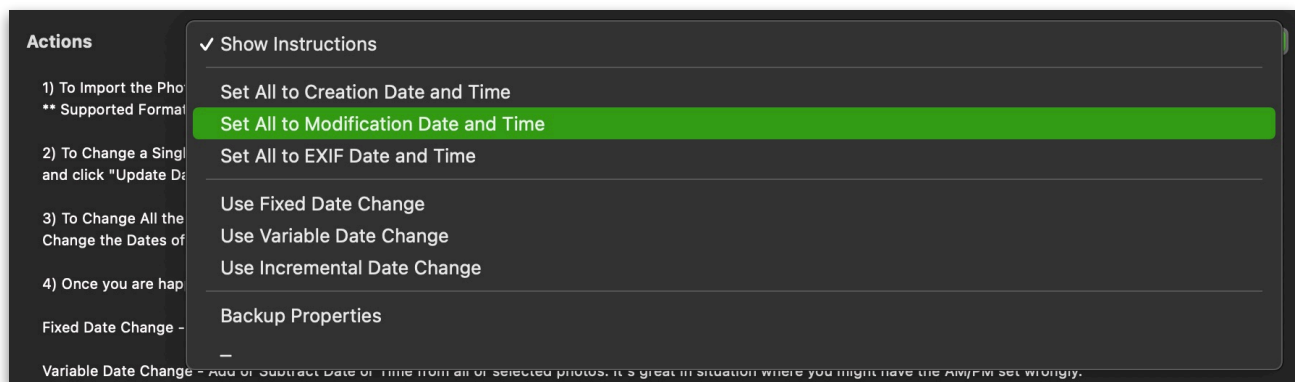 Actions
✓ Show Instructions
1) To Import the Pho
** Supported Format
Set All to Creation Date and Time
Set All to Modification Date and Time
2) To Change a Singl
Set All to EXIF Date and Time
and click "Update Da
Use Fixed Date Change
3) To Change All the
Use Variable Date Change
Change the Dates of
Use Incremental Date Change
4) Once you are hap
Backup Properties
Fixed Date Change -
Variable Date Change - Add or Subtract Date or Time from all or selected photos. It's great in situation where you might have the AM/PM set wrongly.